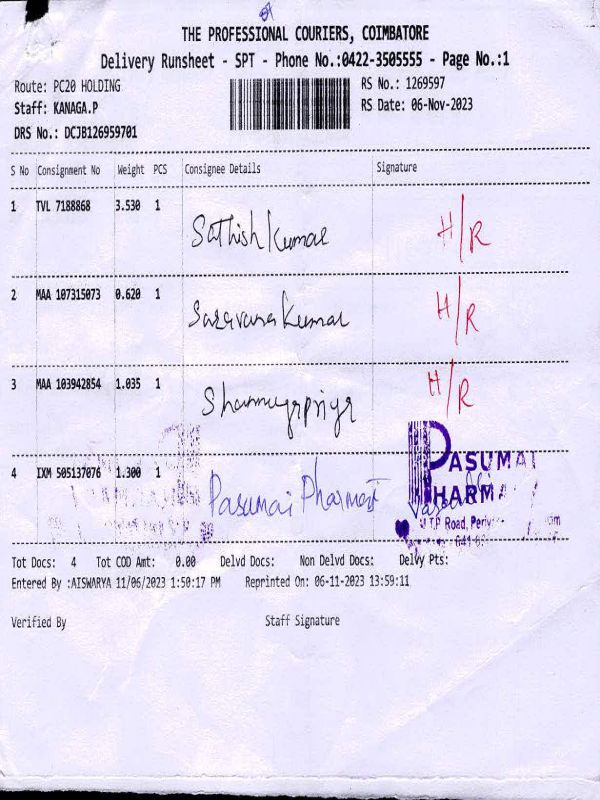 THE PROFESSIONAL COURIERS, COIMBATORE
Delivery Runsheet - SPT - Phone No.:0422-3505555 - Page No.:1
Route: PC20 HOLDING RS No.: 1269597
Staff: KANAGA.P RS Date: 06-Nov-2023
DRS No.: DCJB126959701
S No Consignment No Weight PCS Consignee Details Signature
1 TVL 7188868 3.530 1 Sathish Kumar H/R
2 MAA 107315073 0.620 1 Saravana Kumar H/R
3 MAA 103942854 1.035 1 Shanmugapriya H/R
4 IXM 505137076 1.300 1 Pasumai Pharmacy
PASUMAI
PHARMA
M.T.P Road,
Tot Docs: 4 Tot COD Amt: 0.00 Delvd Docs: Non Delvd Docs: Delvy Pts:
Entered By :AISWARYA 11/06/2023 1:50:17 PM Reprinted On: 06-11-2023 13:59:11
Verified By Staff Signature